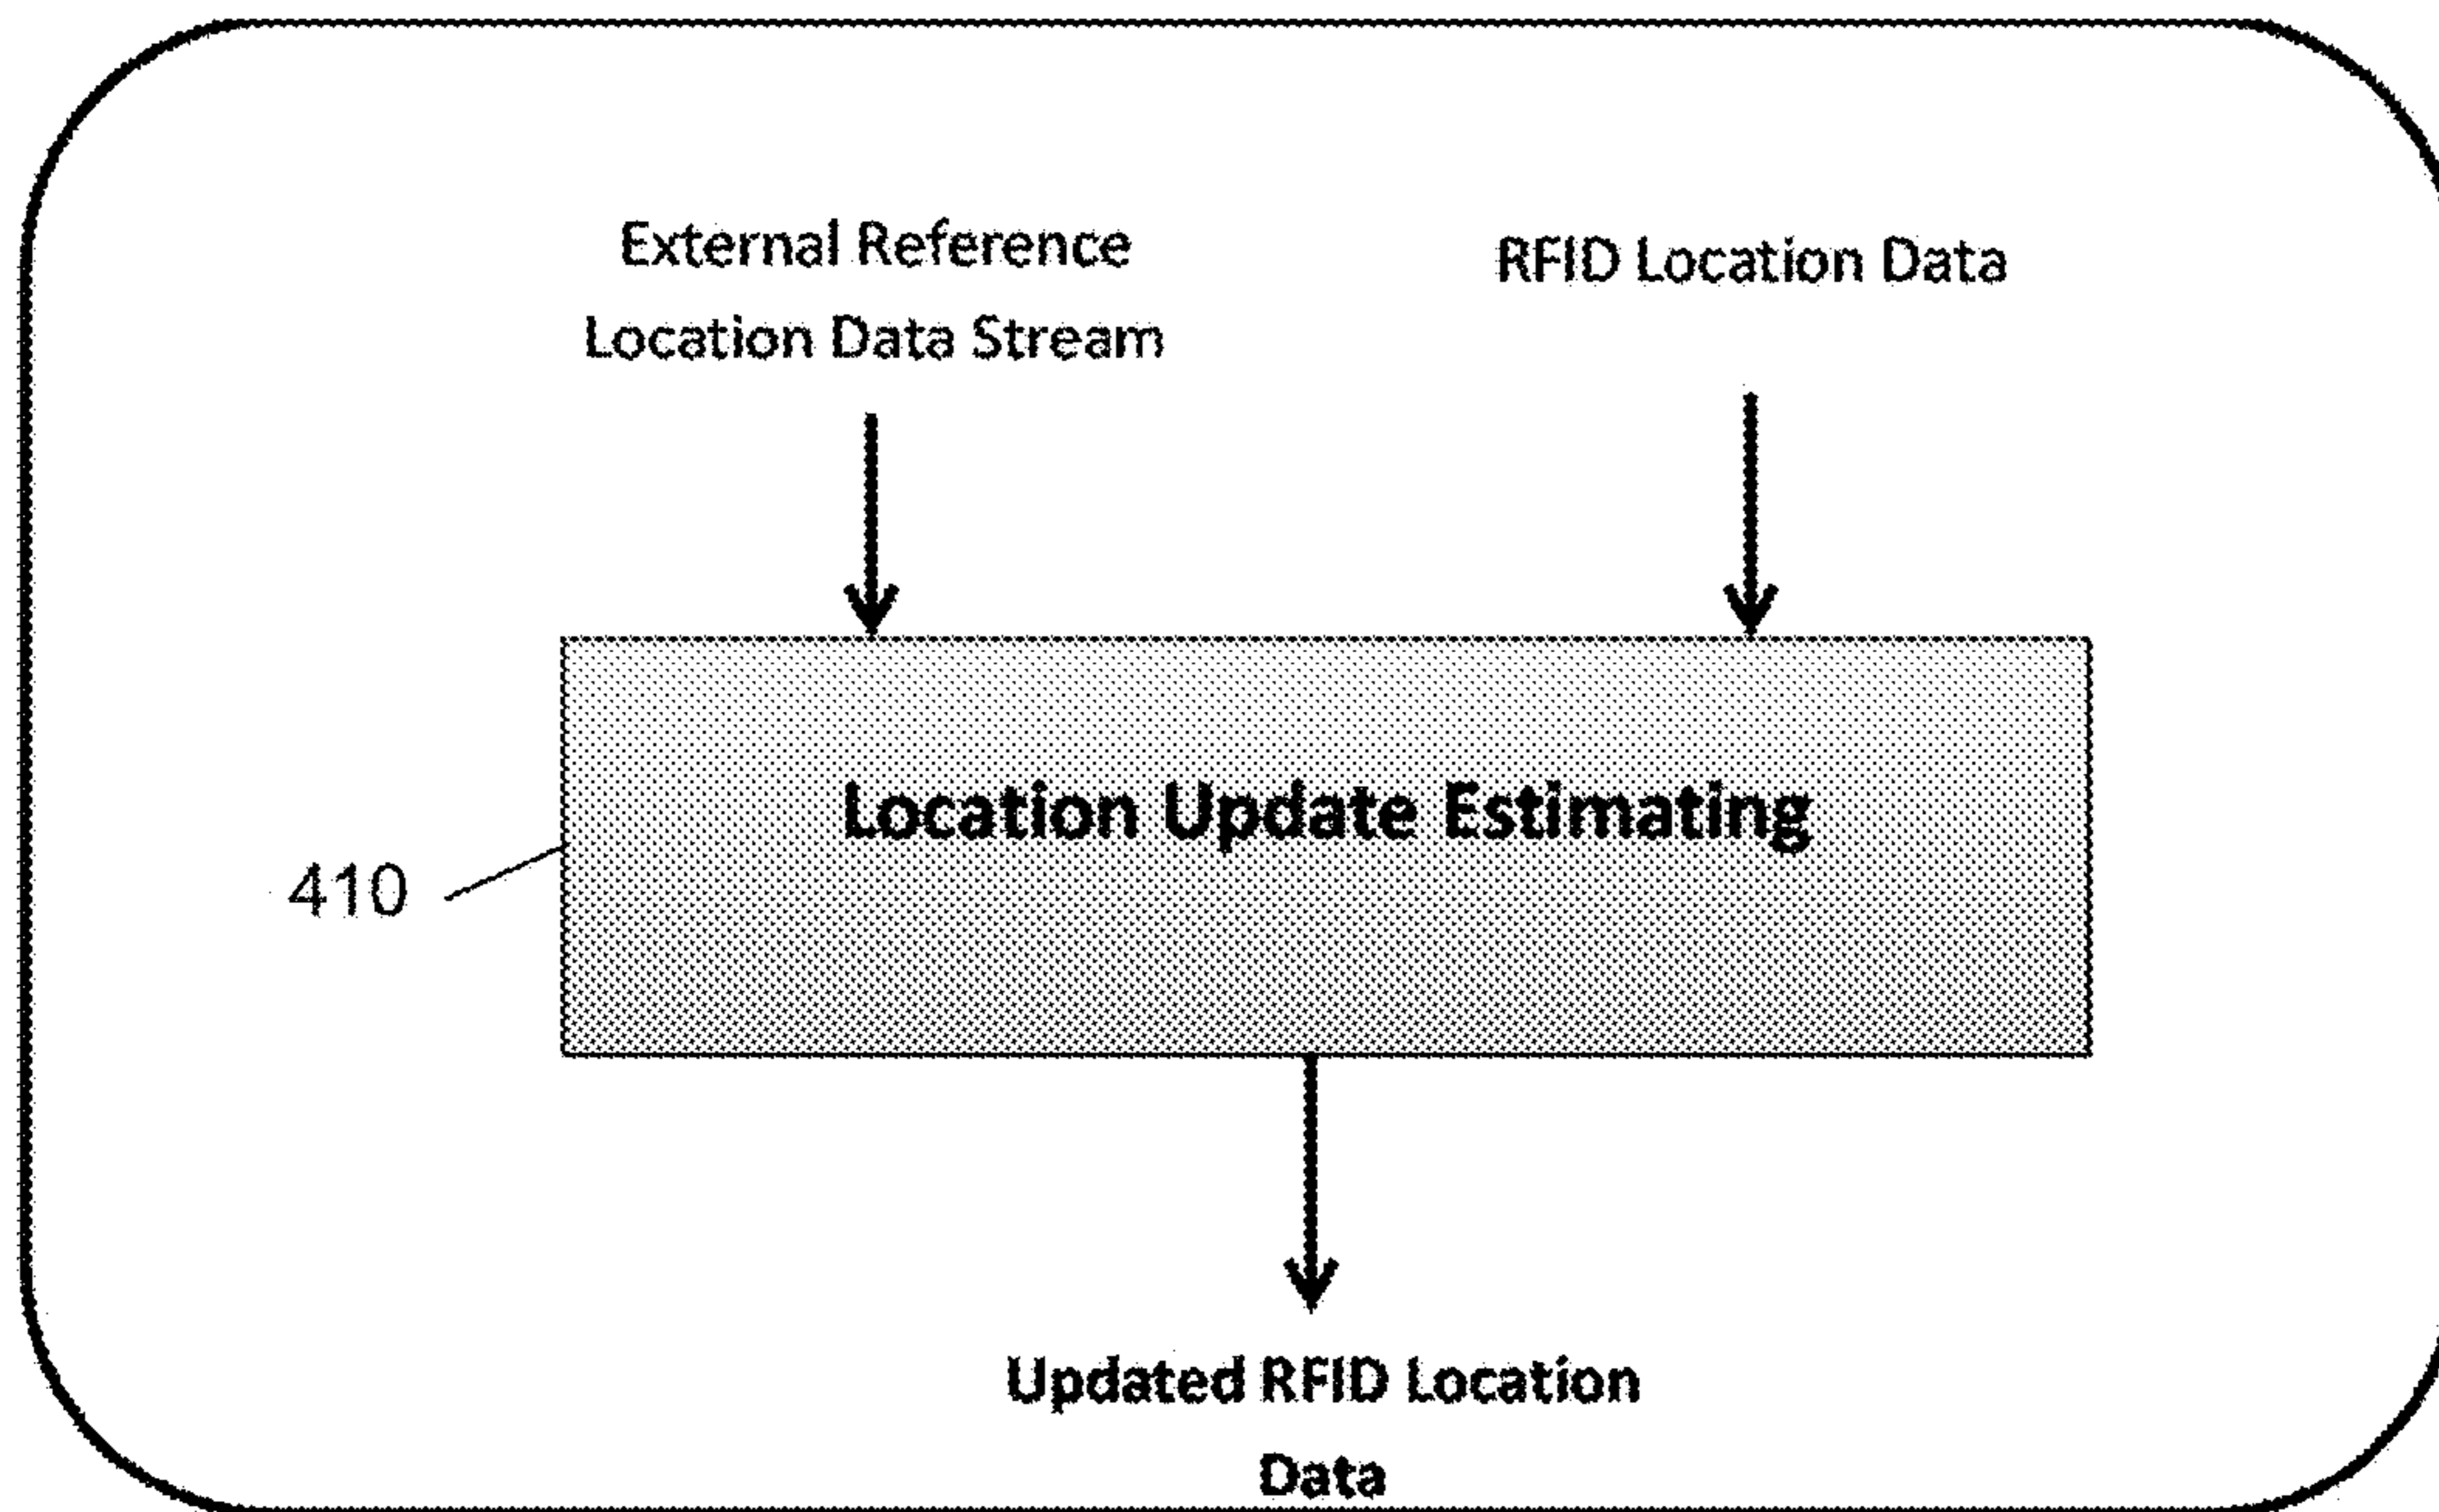 External Reference
Location Data Stream
RFID Location Data
Location Update Estimating
410
Updated RFID Location
Data